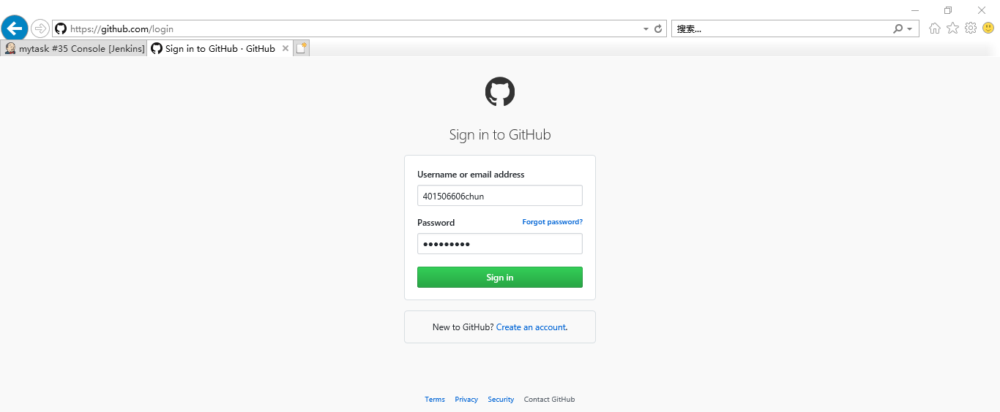 https://github.com/login
搜索...
mytask #35 Console [Jenkins]
Sign in to GitHub · GitHub
Sign in to GitHub
Username or email address
401506606chun
Password Forgot password?
•••••••••
Sign in
New to GitHub? Create an account.
Terms Privacy Security Contact GitHub